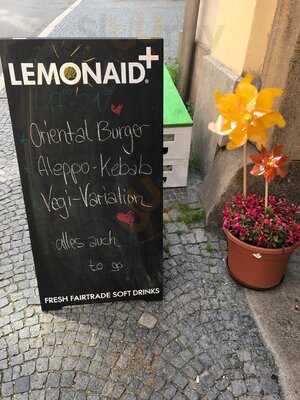 LEMONAID+
Oriental Burger
Aleppo-Kebab
Vegi-Variation
alles auch
to go
FRESH FAIRTRADE SOFT DRINKS